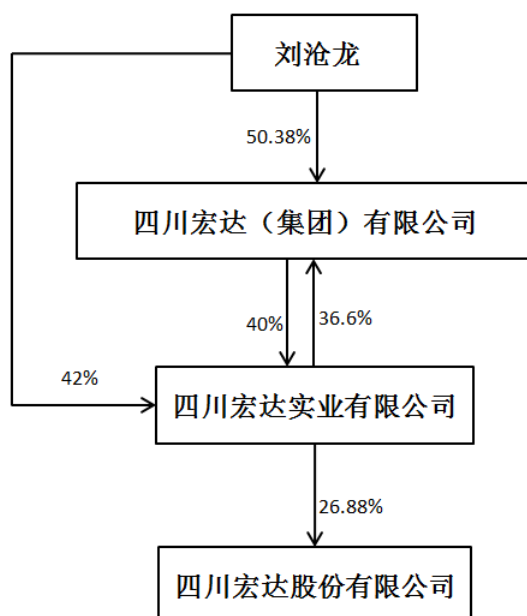 刘沧龙
50.38%
四川宏达（集团）有限公司
40%
36.6%
42%
四川宏达实业有限公司
26.88%
四川宏达股份有限公司